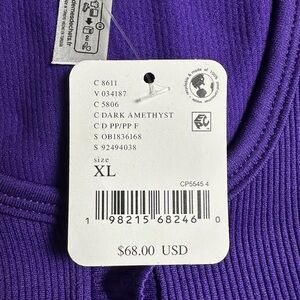 C 8611
V 034187
C 5806
C DARK AMETHYST
C D PP/PP F
S OB1836168
S 92494038
size
XL
CP5545 4
1 98215 68246 0
$68.00 USD